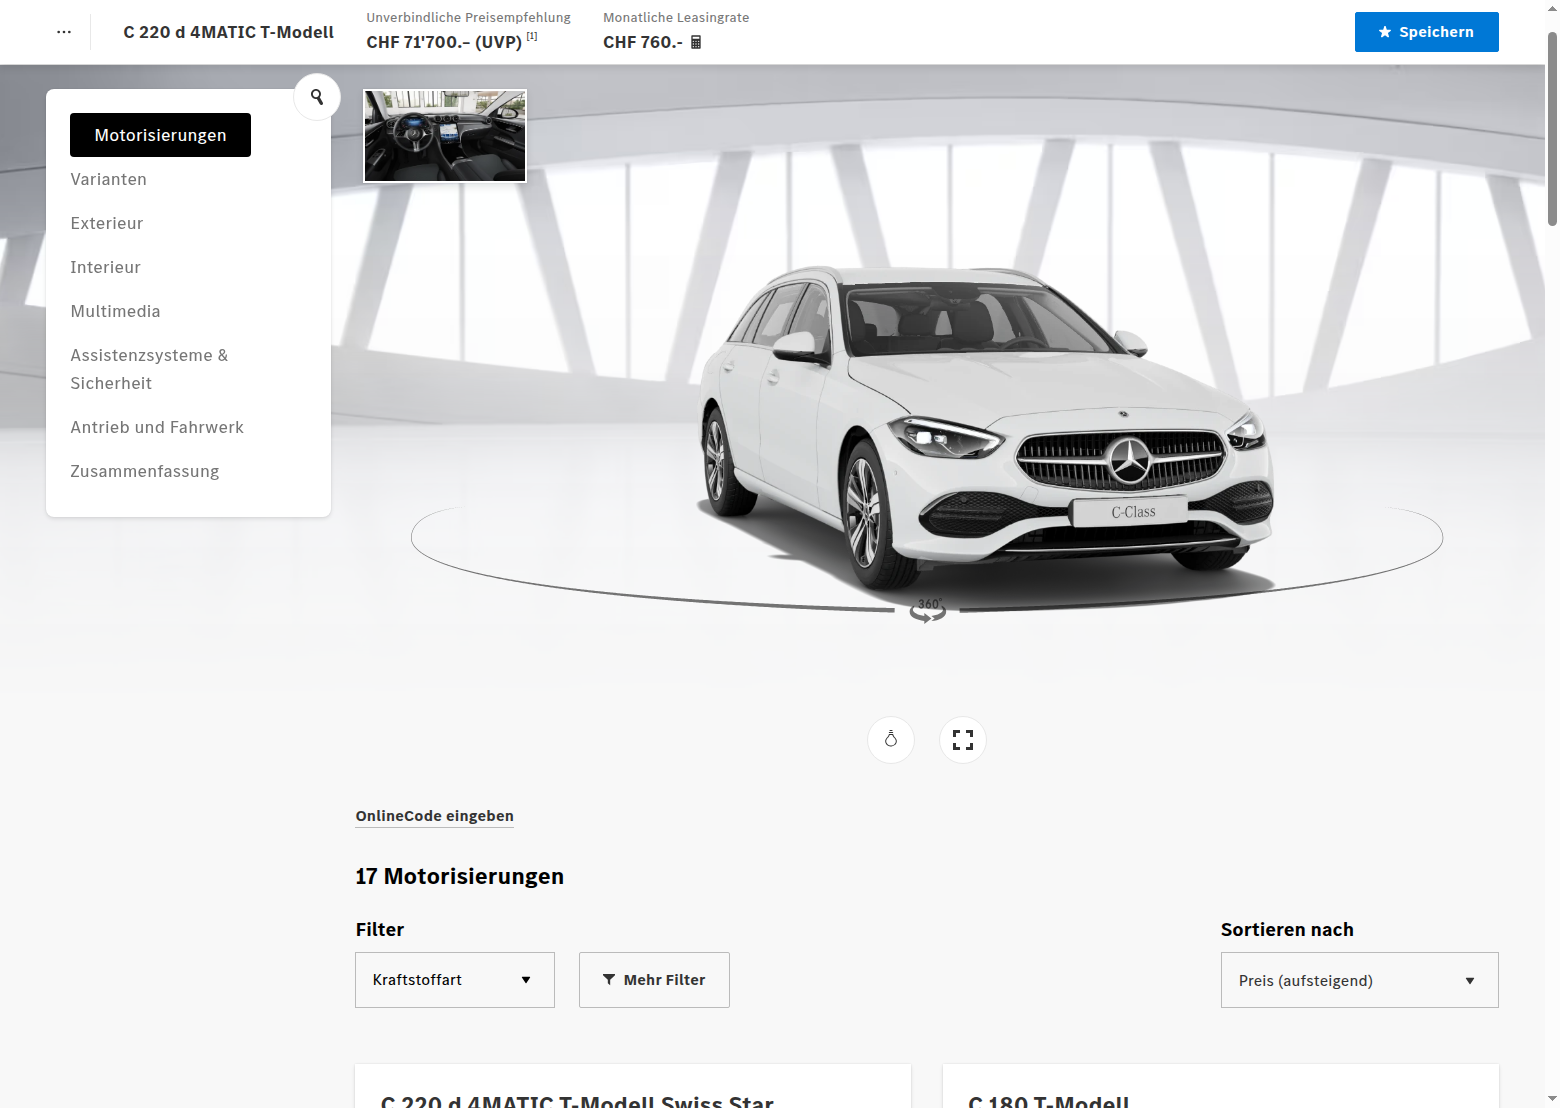 C 220 d 4MATIC T-Modell
Unverbindliche Preisempfehlung
CHF 71'700.– (UVP) [1]
Monatliche Leasingrate
CHF 760.-
Speichern
Motorisierungen
Varianten
Exterieur
Interieur
Multimedia
Assistenzsysteme &
Sicherheit
Antrieb und Fahrwerk
Zusammenfassung
C-Class
360°
OnlineCode eingeben
17 Motorisierungen
Filter
Sortieren nach
Kraftstoffart
Mehr Filter
Preis (aufsteigend)
C 220 d 4MATIC T-Modell Swiss Star
C 180 T-Modell